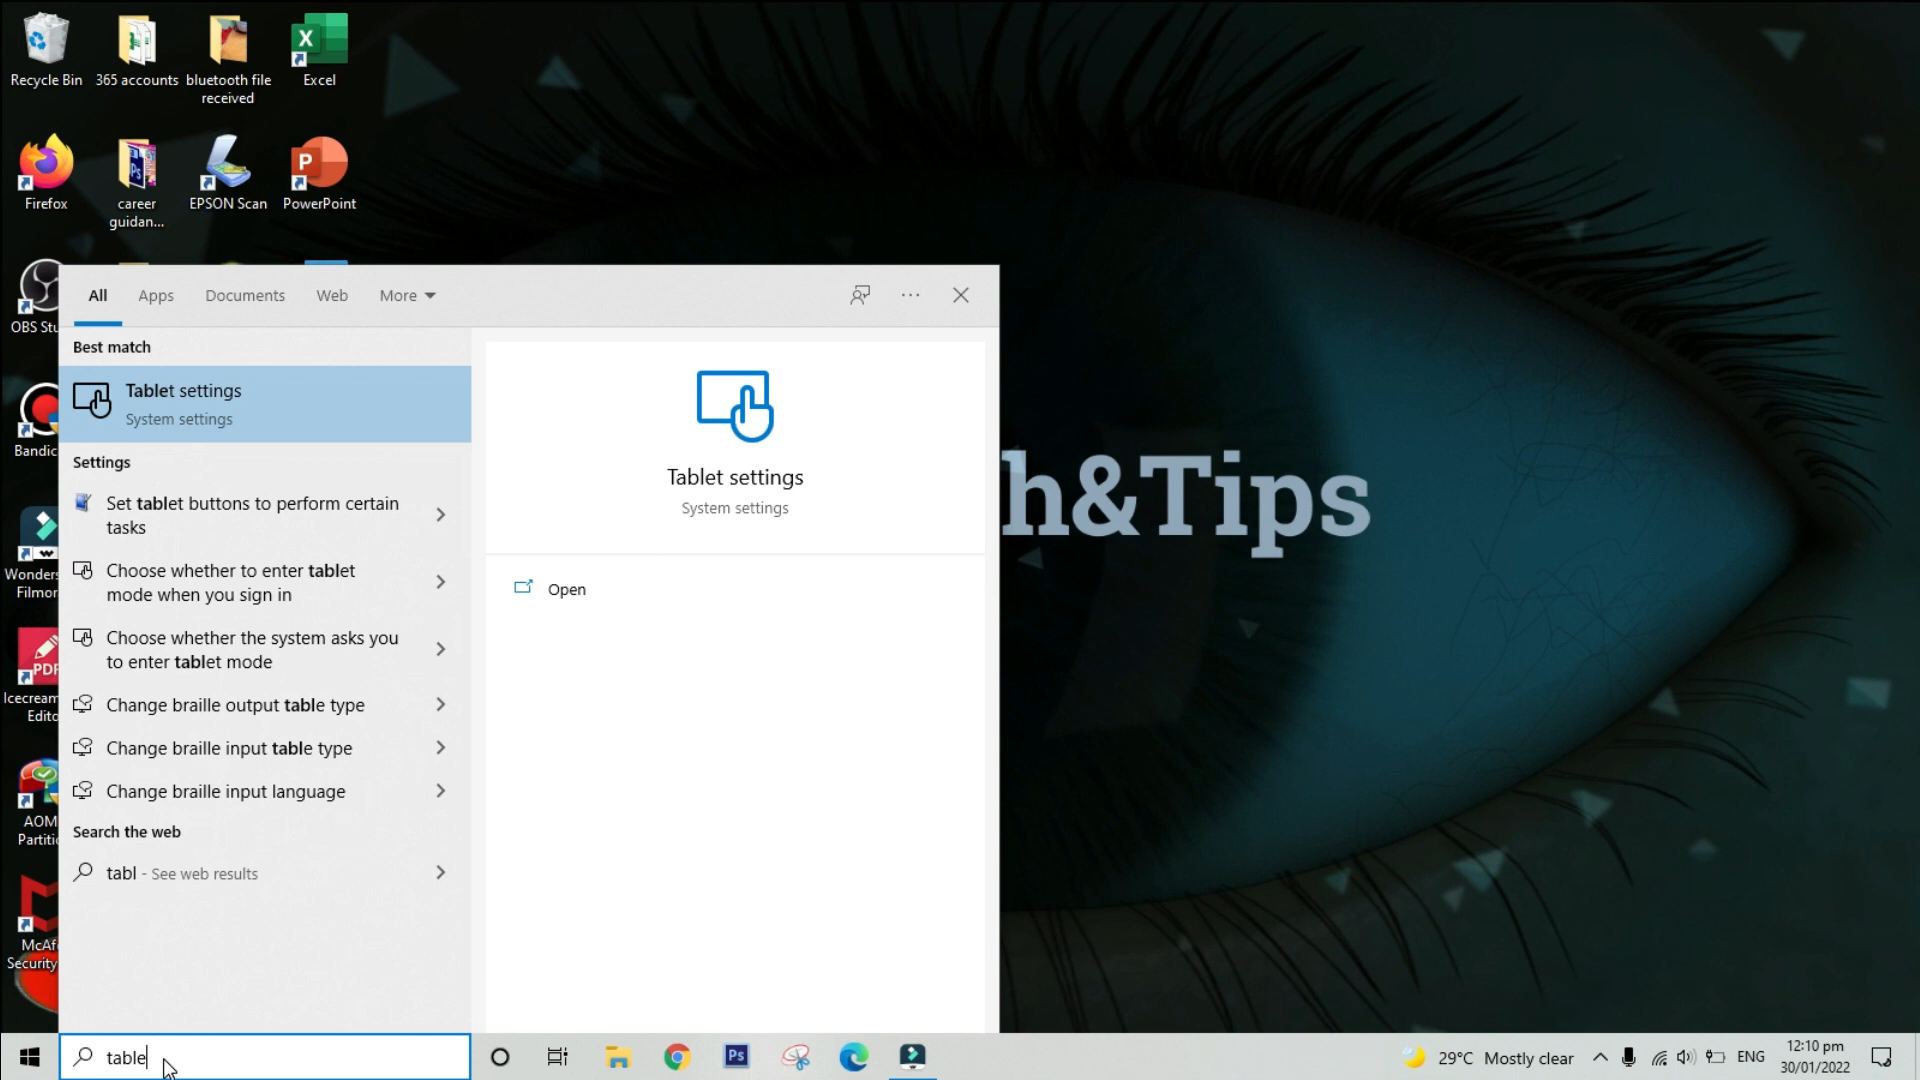 Recycle Bin
365 accounts
bluetooth file
received
Excel
Firefox
career
guidan...
EPSON Scan
PowerPoint
OBS Stu
Bandic
Wonders
Filmor
PDF
Icecream
Edito
AOM
Partitic
McAf
Security
h&Tips
All
Apps
Documents
Web
More
Best match
Tablet settings
System settings
Settings
Set tablet buttons to perform certain
tasks
Choose whether to enter tablet
mode when you sign in
Choose whether the system asks you
to enter tablet mode
Change braille output table type
Change braille input table type
Change braille input language
Search the web
tabl - See web results
Tablet settings
System settings
Open
table
Ps
29°C Mostly clear
ENG
12:10 pm
30/01/2022